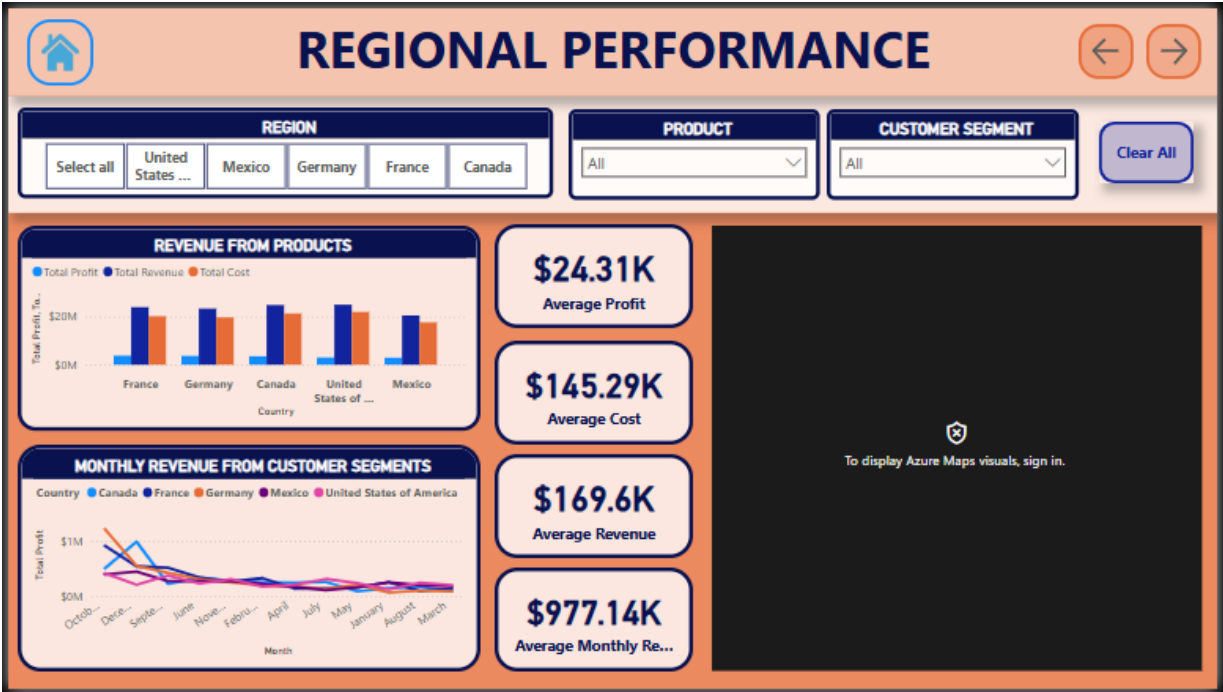 REGIONAL PERFORMANCE
REGION
Select all
United
States ...
Mexico
Germany
France
Canada
PRODUCT
All
CUSTOMER SEGMENT
All
Clear All
REVENUE FROM PRODUCTS
Total Profit Total Revenue Total Cost
Total Profit, To...
$20M
$0M
France Germany Canada United Mexico
States of ...
Country
MONTHLY REVENUE FROM CUSTOMER SEGMENTS
Country Canada France Germany Mexico United States of America
Total Profit
$1M
$0M
Octob... Dece... Septe... June Nove... Febru... April July May January August March
Month
$24.31K
Average Profit
$145.29K
Average Cost
$169.6K
Average Revenue
$977.14K
Average Monthly Re...
To display Azure Maps visuals, sign in.